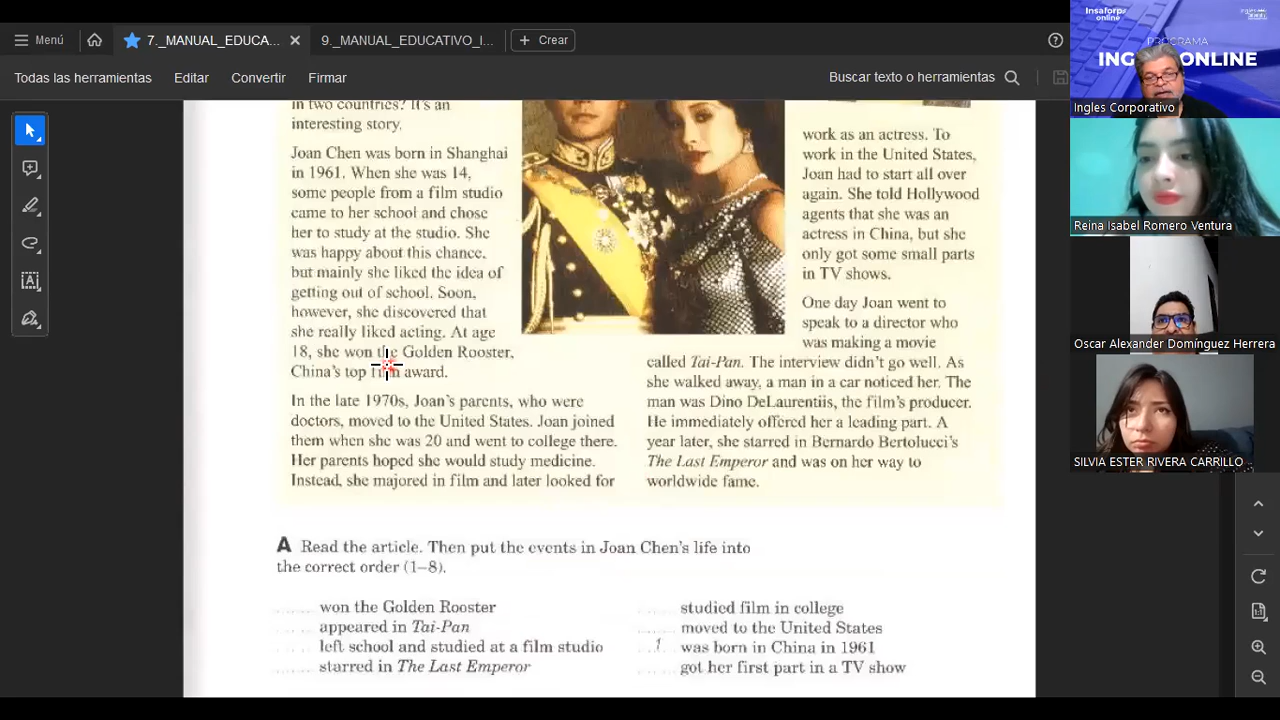 Menú
7._MANUAL_EDUCA...
9._MANUAL_EDUCATIVO_I...
Crear
Todas las herramientas
Editar
Convertir
Firmar
Buscar texto o herramientas
in two countries? It's an
interesting story.
Joan Chen was born in Shanghai
in 1961. When she was 14,
some people from a film studio
came to her school and chose
her to study at the studio. She
was happy about this chance,
but mainly she liked the idea of
getting out of school. Soon,
however, she discovered that
she really liked acting. At age
18, she won the Golden Rooster,
China's top film award.
In the late 1970s, Joan's parents, who were
doctors, moved to the United States. Joan joined
them when she was 20 and went to college there.
Her parents hoped she would study medicine.
Instead, she majored in film and later looked for
work as an actress. To
work in the United States,
Joan had to start all over
again. She told Hollywood
agents that she was an
actress in China, but she
only got some small parts
in TV shows.
One day Joan went to
speak to a director who
was making a movie
called Tai-Pan. The interview didn't go well. As
she walked away, a man in a car noticed her. The
man was Dino DeLaurentiis, the film's producer.
He immediately offered her a leading part. A
year later, she starred in Bernardo Bertolucci's
The Last Emperor and was on her way to
worldwide fame.
A Read the article. Then put the events in Joan Chen's life into
the correct order (1–8).
won the Golden Rooster
appeared in Tai-Pan
left school and studied at a film studio
starred in The Last Emperor
studied film in college
moved to the United States
1 was born in China in 1961
got her first part in a TV show
Insaforp
online
PROGRAMA
ONLINE
Ingles Corporativo
Reina Isabel Romero Ventura
Oscar Alexander Domínguez Herrera
SILVIA ESTER RIVERA CARRILLO